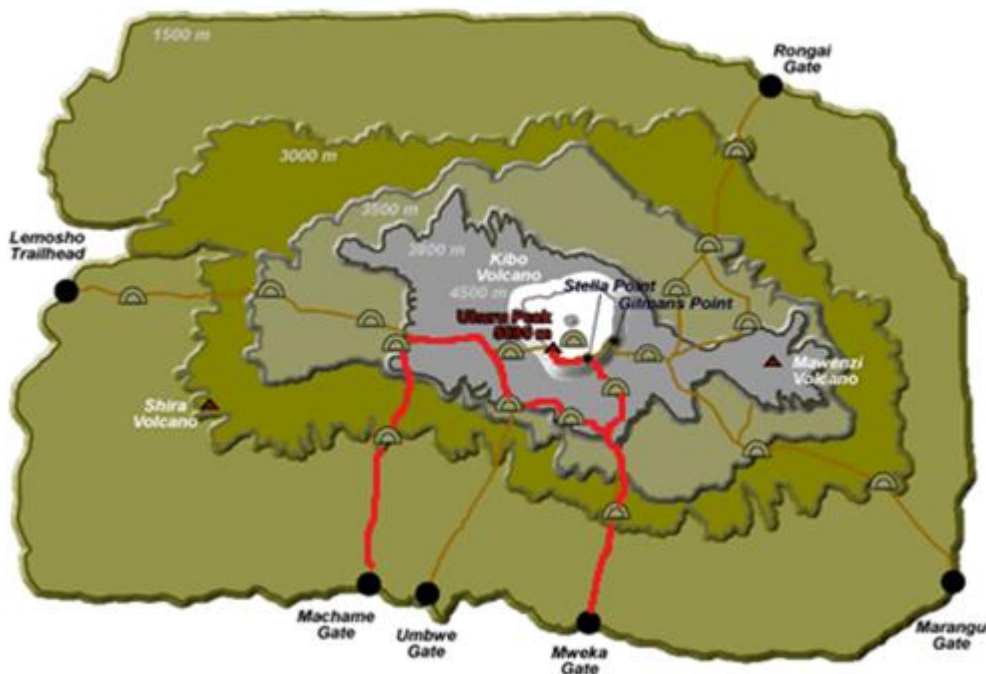 1500 m
Rongai
Gate
3000 m
3500 m
Lemosho
Trailhead
Kibo
Volcano
4500 m
Stella Point
Gilmans Point
Uhuru Peak
Mawenzi
Volcano
Shira
Volcano
Machame
Gate
Umbwe
Gate
Mweka
Gate
Marangu
Gate